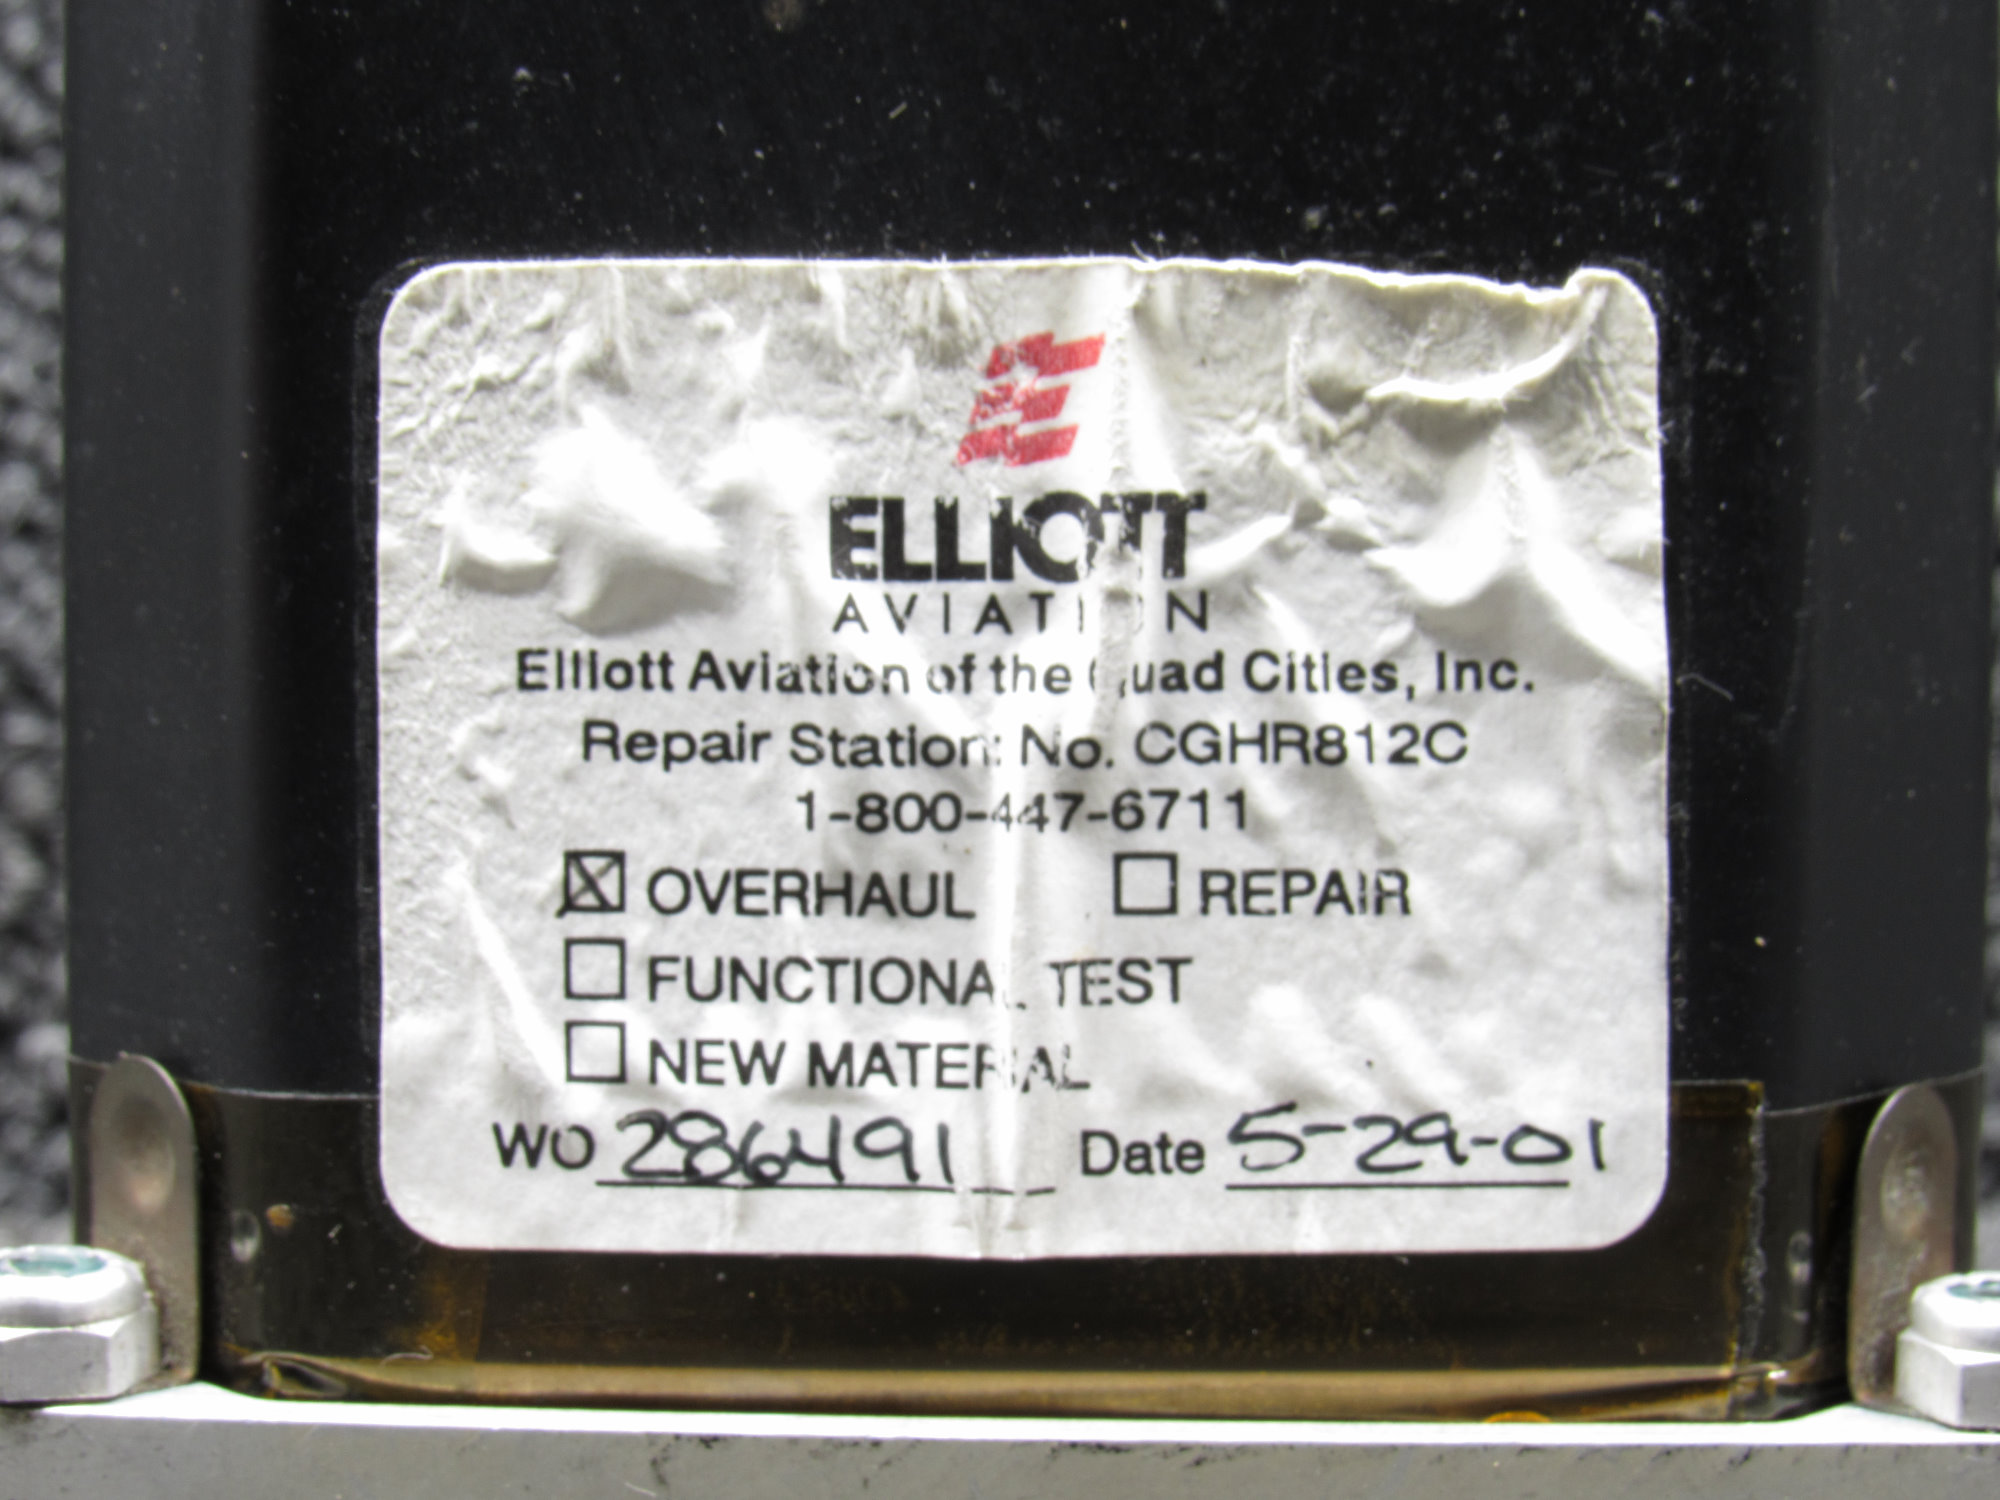 E
ELLIOTT
AVIATION
Elliott Aviation of the Quad Cities, Inc.
Repair Station: No. CGHR812C
1-800-447-6711
☒ OVERHAUL ☐ REPAIR
☐ FUNCTIONAL TEST
☐ NEW MATERIAL
WO 286491 Date 5-29-01